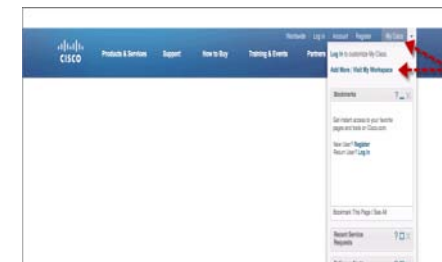 Worldwide Log In Account Register My Cisco
CISCO Products & Services Support How to Buy Training & Events Partners
Log In to customize My Cisco.
Add More | Visit My Workspace
Bookmarks
Get instant access to your favorite
pages and tools on Cisco.com
New User? Register
Return User? Log In
Bookmark This Page | See All
Recent Service
Requests